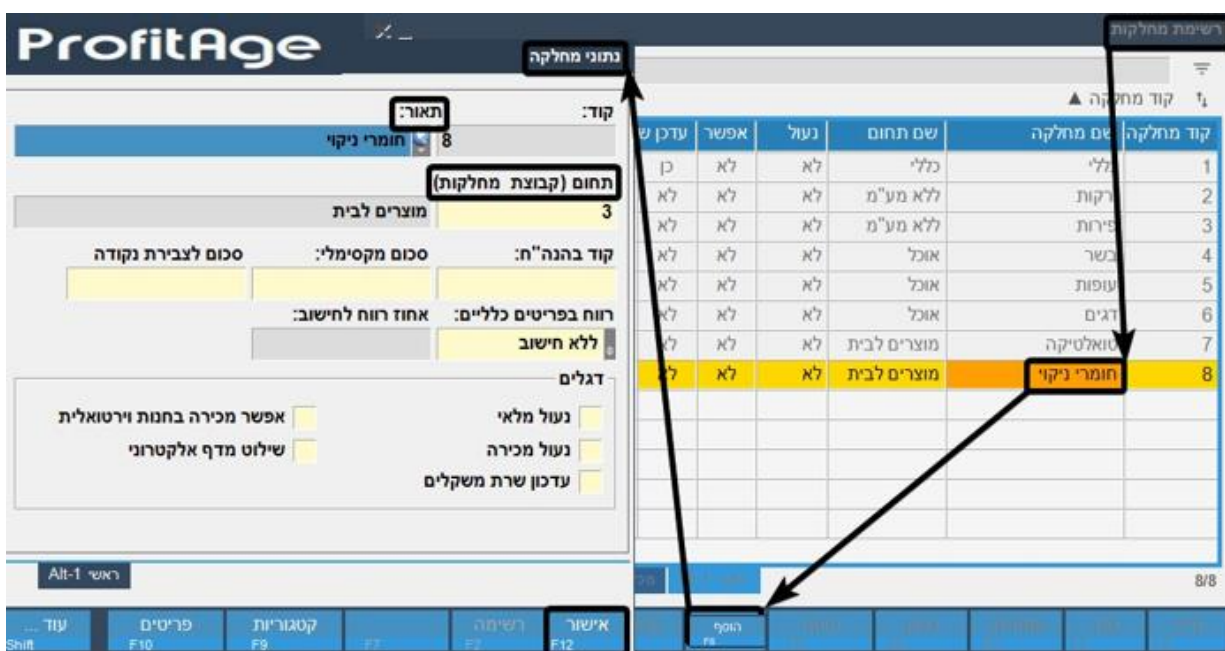 רשימת מחלקות
קוד מחלקה ▲
קוד מחלקה שם מחלקה שם תחום נעול אפשר עדכן ש
1 כללי כללי לא לא כן
2 ירקות ללא מע"מ לא לא לא
3 פירות ללא מע"מ לא לא לא
4 בשר אוכל לא לא לא
5 עופות אוכל לא לא לא
6 דגים אוכל לא לא לא
7 טואלטיקה מוצרים לבית לא לא לא
8 חומרי ניקוי מוצרים לבית לא לא לא
8/8
הוסף
ProfitAge
נתוני מחלקה
קוד: תאור:
8 חומרי ניקוי
תחום (קבוצת מחלקות)
3 מוצרים לבית
קוד בהנה"ח: סכום מקסימלי: סכום לצבירת נקודה
רווח בפריטים כלליים: אחוז רווח לחישוב:
ללא חישוב
דגלים
נעול מלאי אפשר מכירה בחנות וירטואלית
נעול מכירה שילוט מדף אלקטרוני
עדכון שרת משקלים
ראשי Alt-1
אישור רשימה קטגוריות פריטים עוד ...
F12 F2 F7 F9 F10 Shift